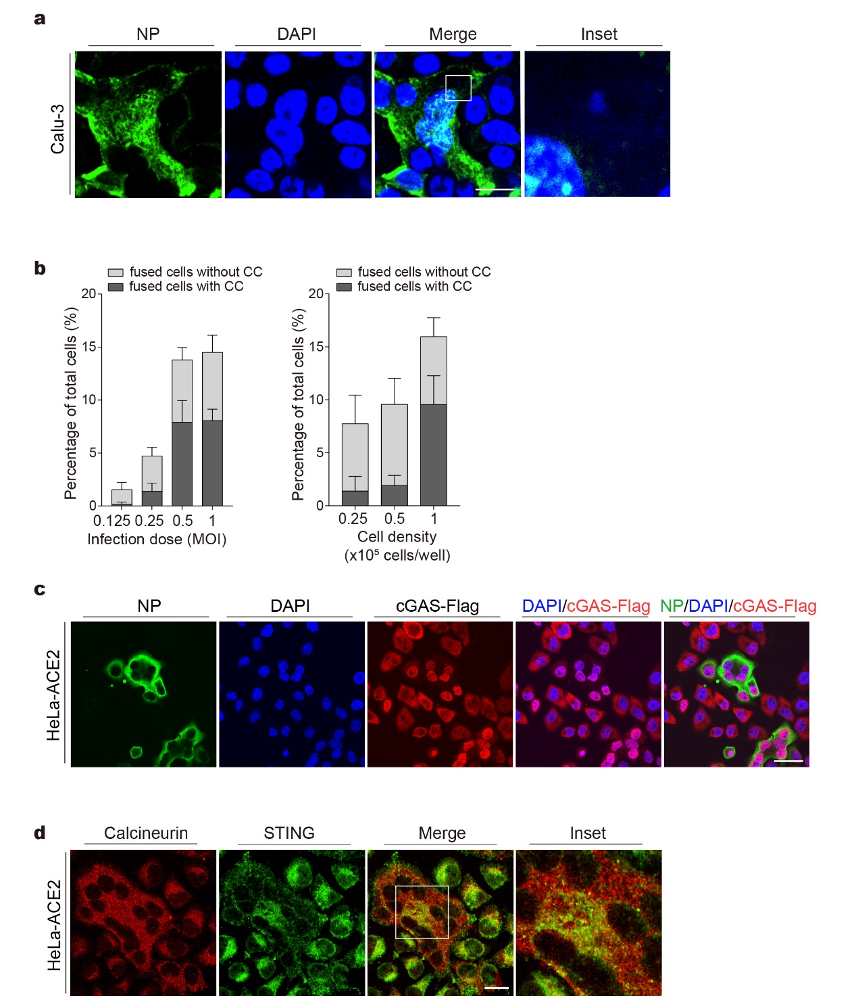 a
NP DAPI Merge Inset
Calu-3
b
fused cells without CC
fused cells with CC
Percentage of total cells (%)
20
15
10
5
0
0.125 0.25 0.5 1
Infection dose (MOI)
fused cells without CC
fused cells with CC
Percentage of total cells (%)
20
15
10
5
0
0.25 0.5 1
Cell density
(x10⁵ cells/well)
c
NP DAPI cGAS-Flag DAPI/cGAS-Flag NP/DAPI/cGAS-Flag
HeLa-ACE2
d
Calcineurin STING Merge Inset
HeLa-ACE2